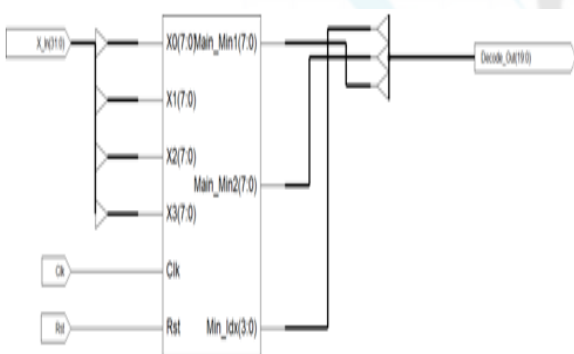 X_In(31:0)
X0(7:0)Main_Min1(7:0)
Decode_Out(19:0)
X1(7:0)
X2(7:0)
Main_Min2(7:0)
X3(7:0)
Clk
Clk
Rst
Rst
Min_Idx(3:0)